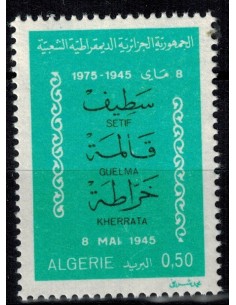 الجمهورية الجزائرية الديمقراطية الشعبية
8 ماي 1945-1975
سطيف
SETIF
قالمة
GUELMA
خراطة
KHERRATA
8 MAI 1945
ALGERIE البريد 0,50